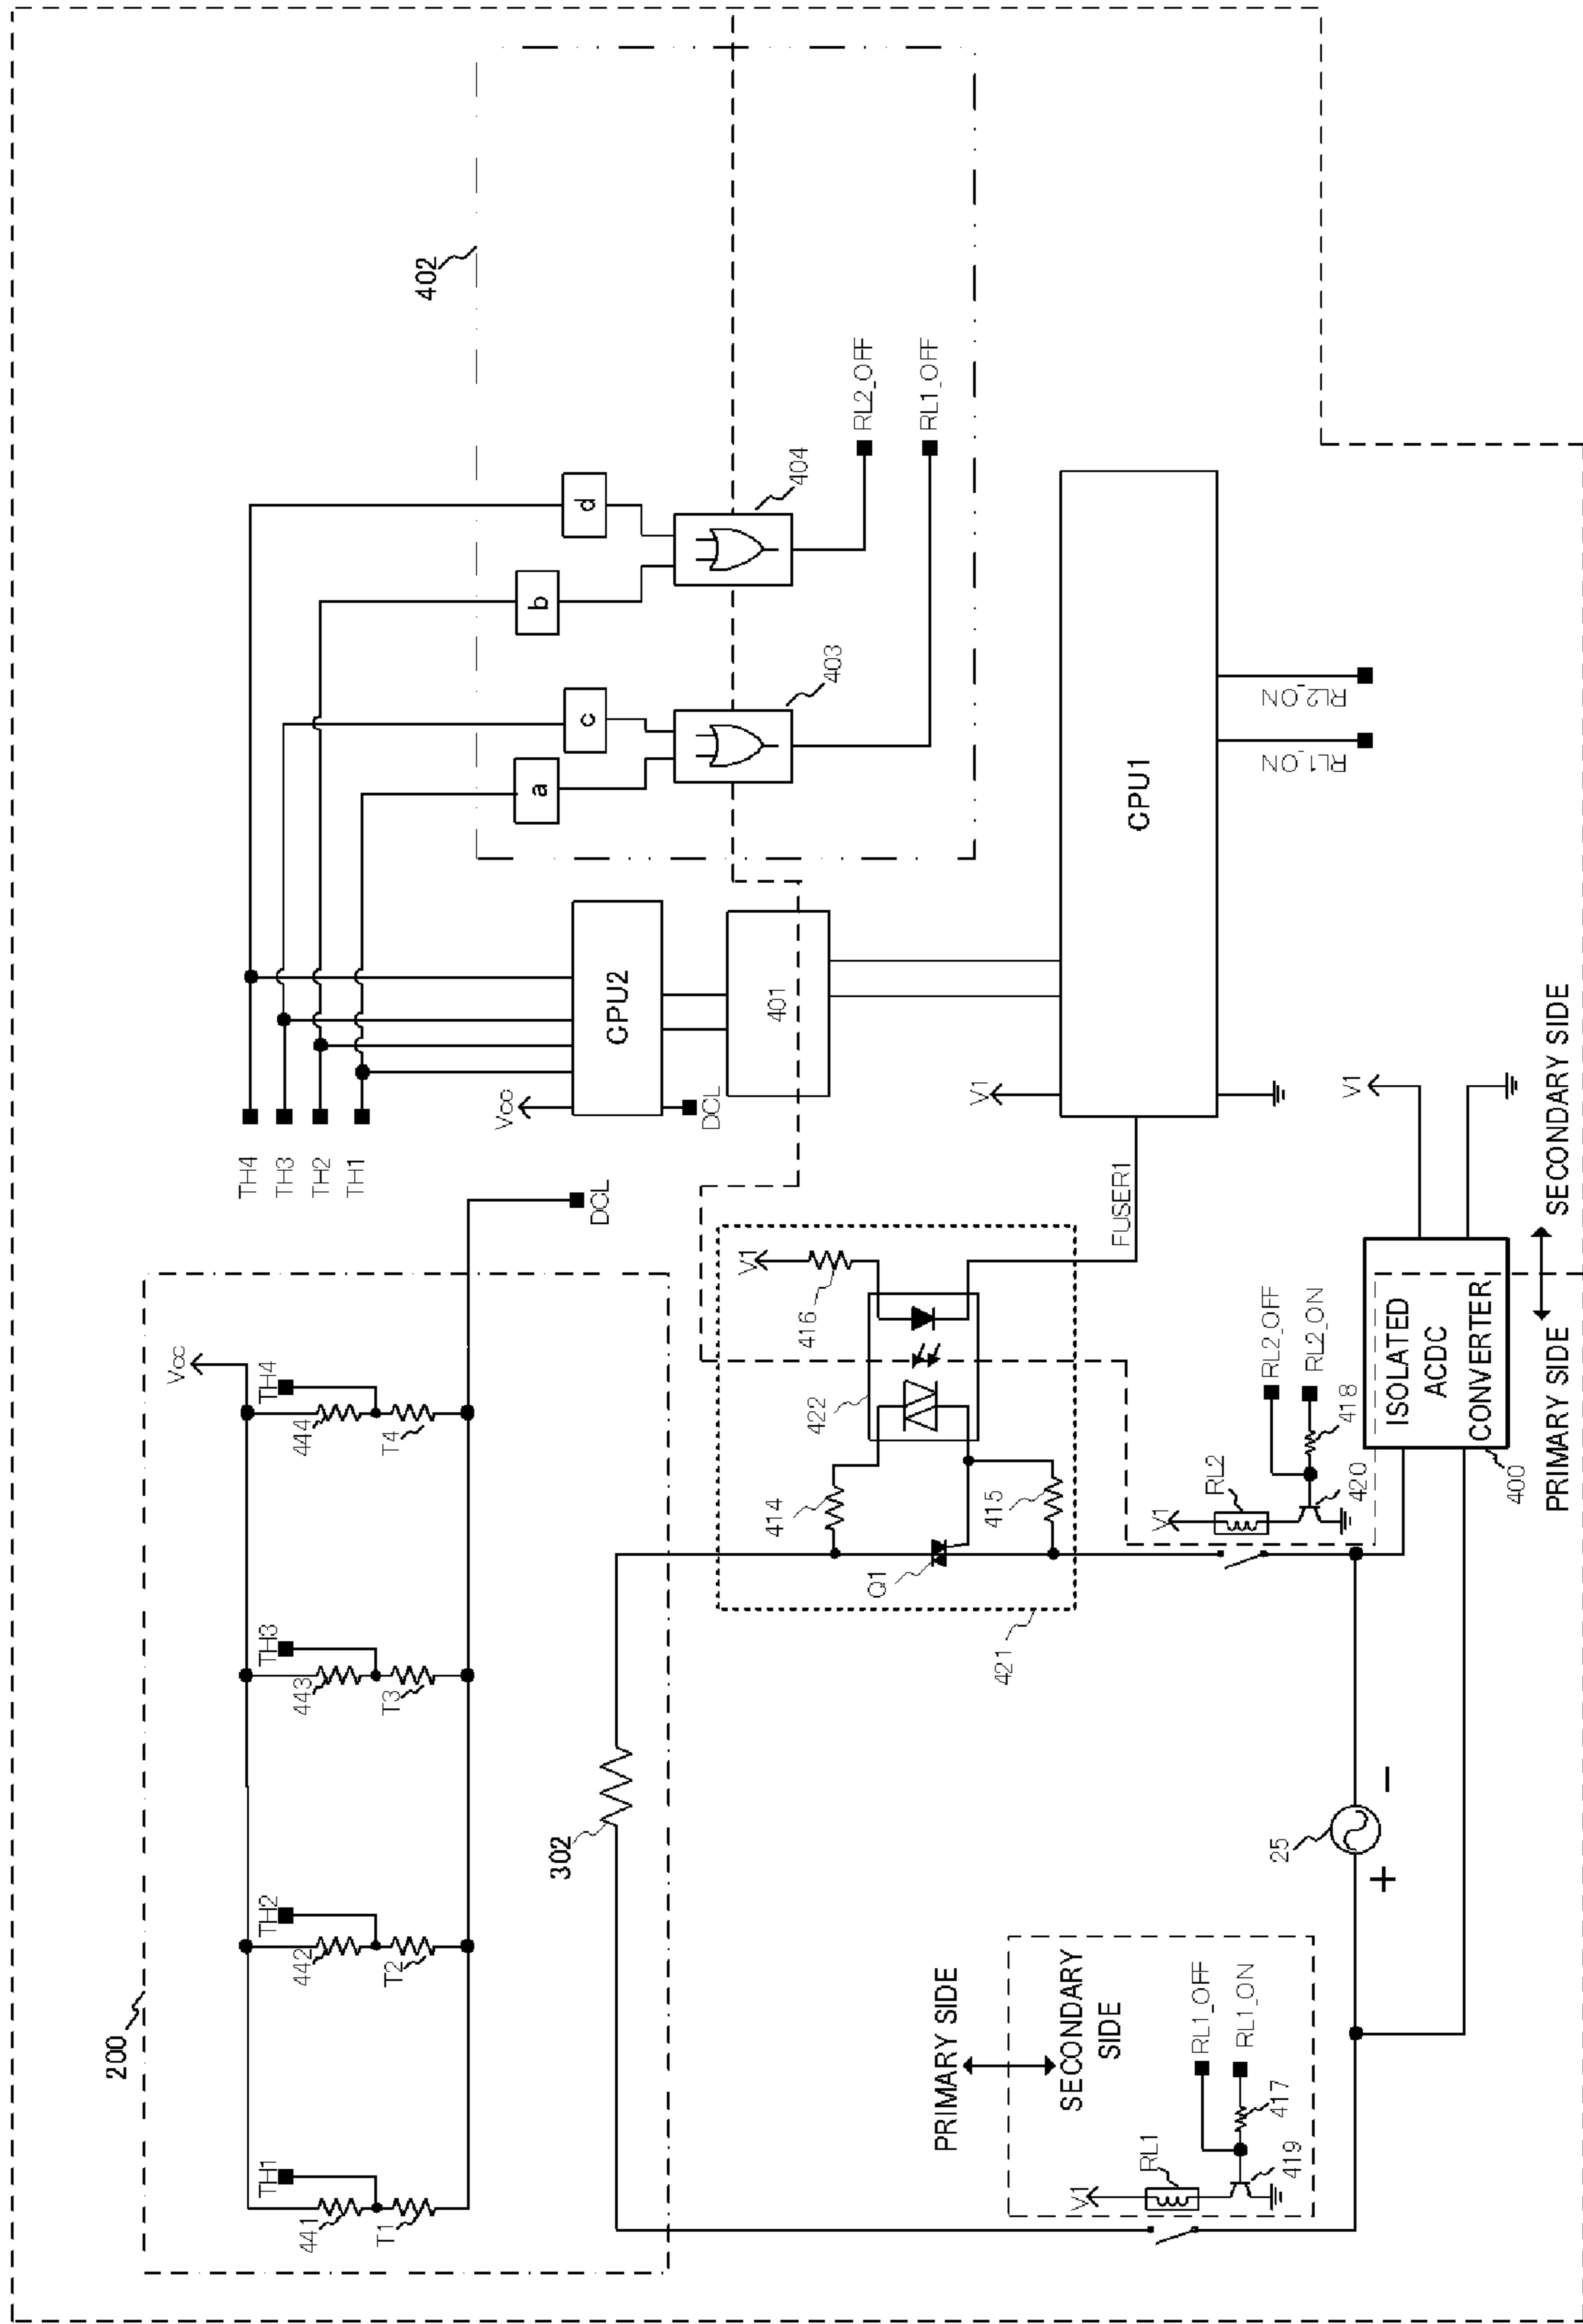 200
Vcc
TH1
TH2
TH3
TH4
441
442
443
444
T1
T2
T3
T4
DCL
TH4
TH3
TH2
TH1
402
Vcc
CPU2
DCL
401
a
c
b
d
403
404
RL2_OFF
RL1_OFF
302
414
Q1
415
422
416
V1
421
FUSER1
V1
CPU1
RL1_ON
RL2_ON
PRIMARY SIDE
SECONDARY
SIDE
V1
RL1
RL1_OFF
RL1_ON
417
419
25
+
−
V1
RL2
RL2_OFF
RL2_ON
418
420
ISOLATED
ACDC
CONVERTER
400
V1
PRIMARY SIDE
SECONDARY SIDE